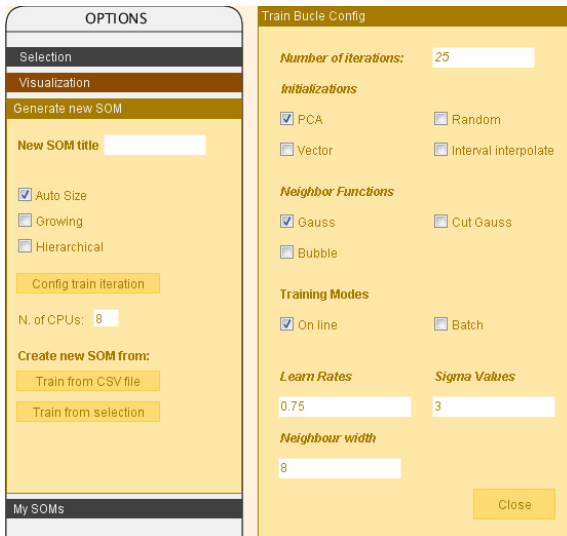 OPTIONS
Selection
Visualization
Generate new SOM
New SOM title
Auto Size
Growing
Hierarchical
Config train iteration
N. of CPUs: 8
Create new SOM from:
Train from CSV file
Train from selection
My SOMs
Train Bucle Config
Number of iterations: 25
Initializations
PCA Random
Vector Interval interpolate
Neighbor Functions
Gauss Cut Gauss
Bubble
Training Modes
On line Batch
Learn Rates Sigma Values
0.75 3
Neighbour width
8
Close